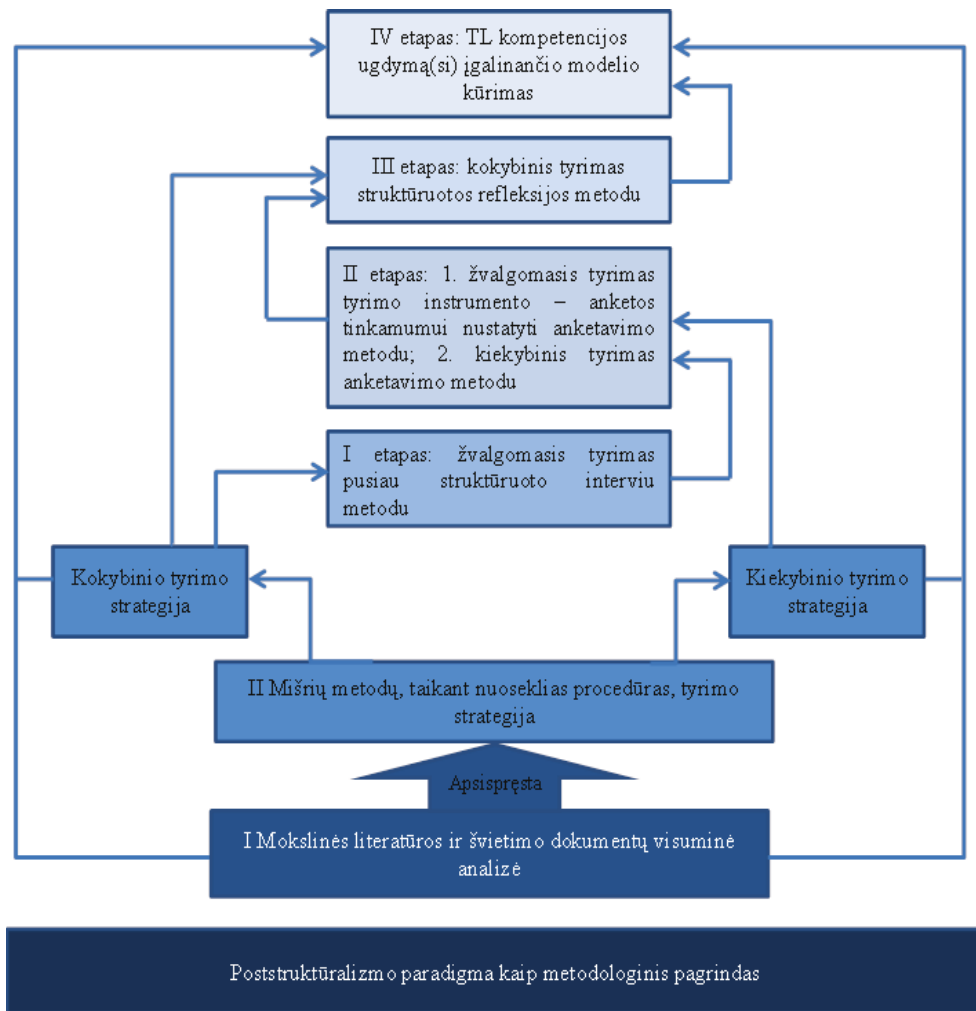 IV etapas: TL kompetencijos
ugdymą(si) įgalinančio modelio
kūrimas
III etapas: kokybinis tyrimas
struktūruotos refleksijos metodu
II etapas: 1. žvalgomasis tyrimas
tyrimo instrumento – anketos
tinkamumui nustatyti anketavimo
metodu; 2. kiekybinis tyrimas
anketavimo metodu
I etapas: žvalgomasis tyrimas
pusiau struktūruoto interviu
metodu
Kokybinio tyrimo
strategija
Kiekybinio tyrimo
strategija
II Mišrių metodų, taikant nuoseklias procedūras, tyrimo
strategija
Apsispręsta
I Mokslinės literatūros ir švietimo dokumentų visuminė
analizė
Poststruktūralizmo paradigma kaip metodologinis pagrindas